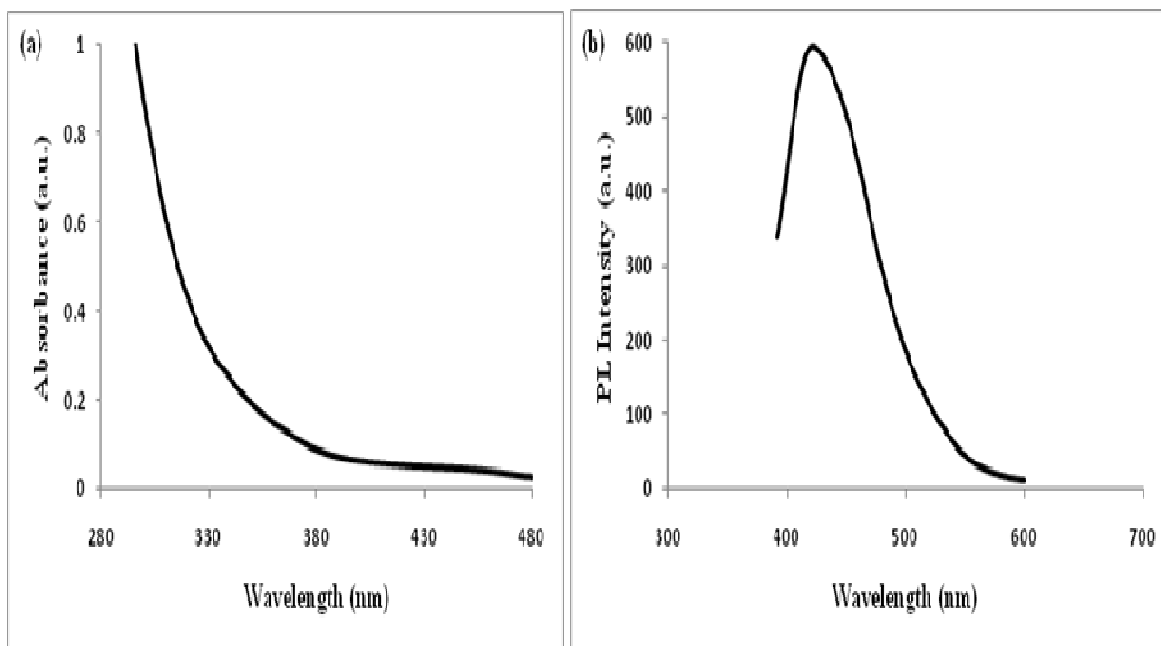 (a)
Absorbance (a.u.)
1
0.8
0.6
0.4
0.2
0
280 330 380 430 480
Wavelength (nm)
(b)
PL Intensity (a.u.)
600
500
400
300
200
100
0
300 400 500 600 700
Wavelength (nm)